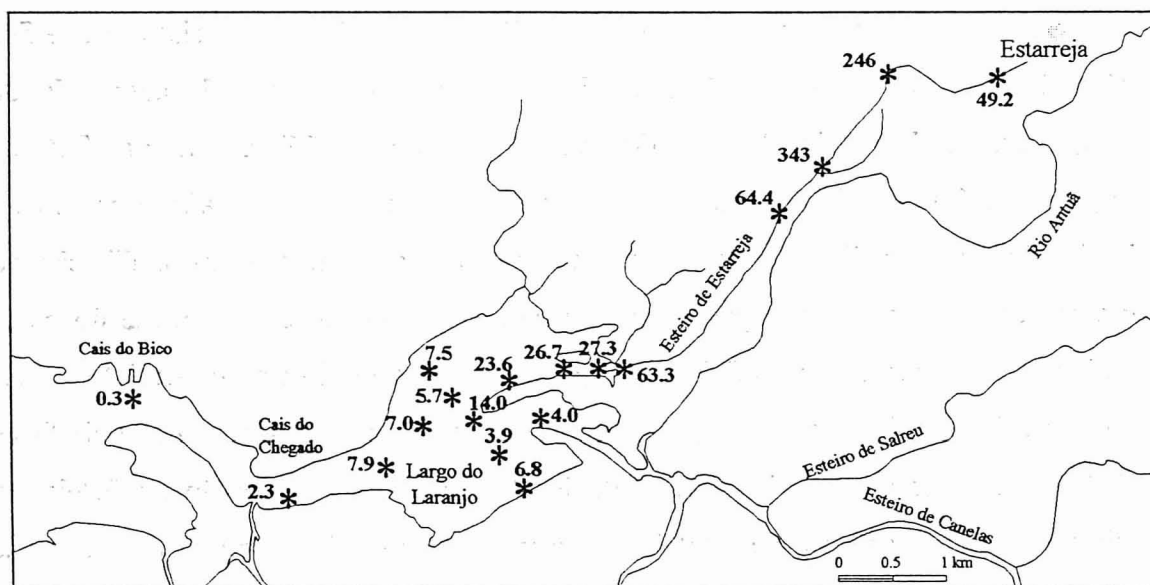 Estarreja
246
49.2
343
64.4
Rio Antuã
Esteiro de Estarreja
Cais do Bico
0.3
7.5
23.6
26.7
27.3
63.3
5.7
14.0
7.0
4.0
Cais do
Chegado
3.9
7.9
Largo do
Laranjo
6.8
2.3
Esteiro de Salreu
Esteiro de Canelas
0 0.5 1 km